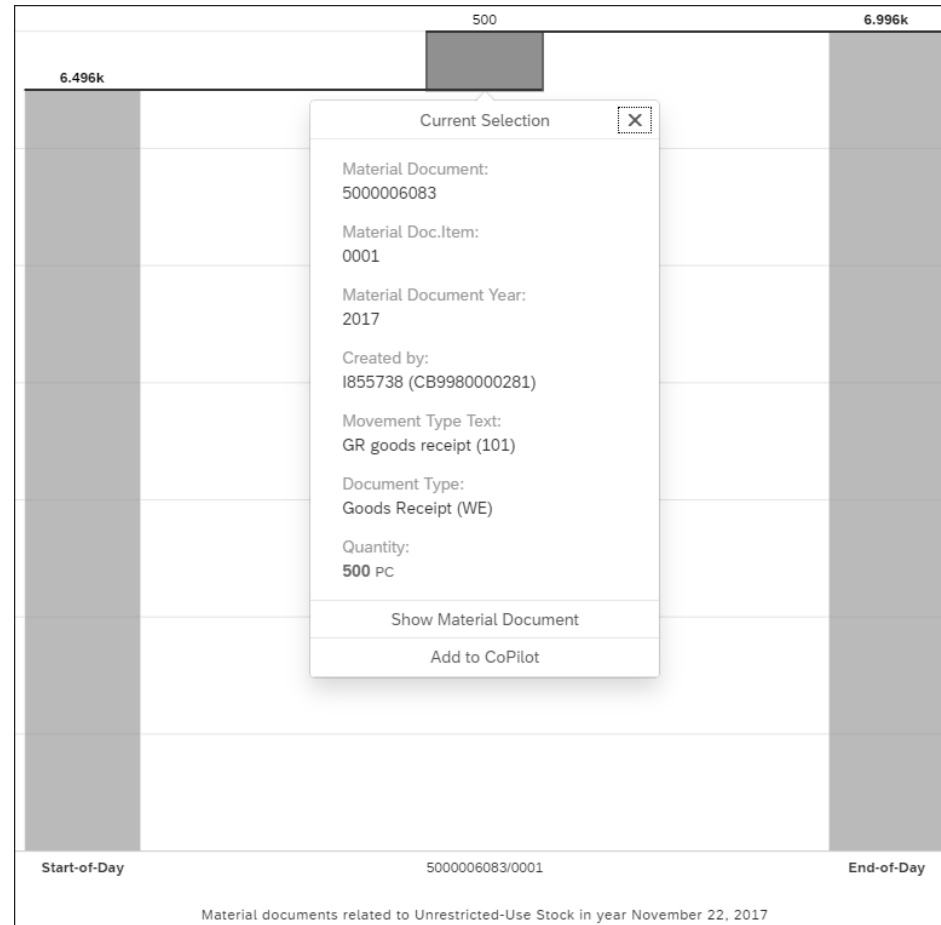 500
6.996k
6.496k
Current Selection
Material Document:
5000006083
Material Doc.Item:
0001
Material Document Year:
2017
Created by:
I855738 (CB9980000281)
Movement Type Text:
GR goods receipt (101)
Document Type:
Goods Receipt (WE)
Quantity:
500 PC
Show Material Document
Add to CoPilot
Start-of-Day
5000006083/0001
End-of-Day
Material documents related to Unrestricted-Use Stock in year November 22, 2017